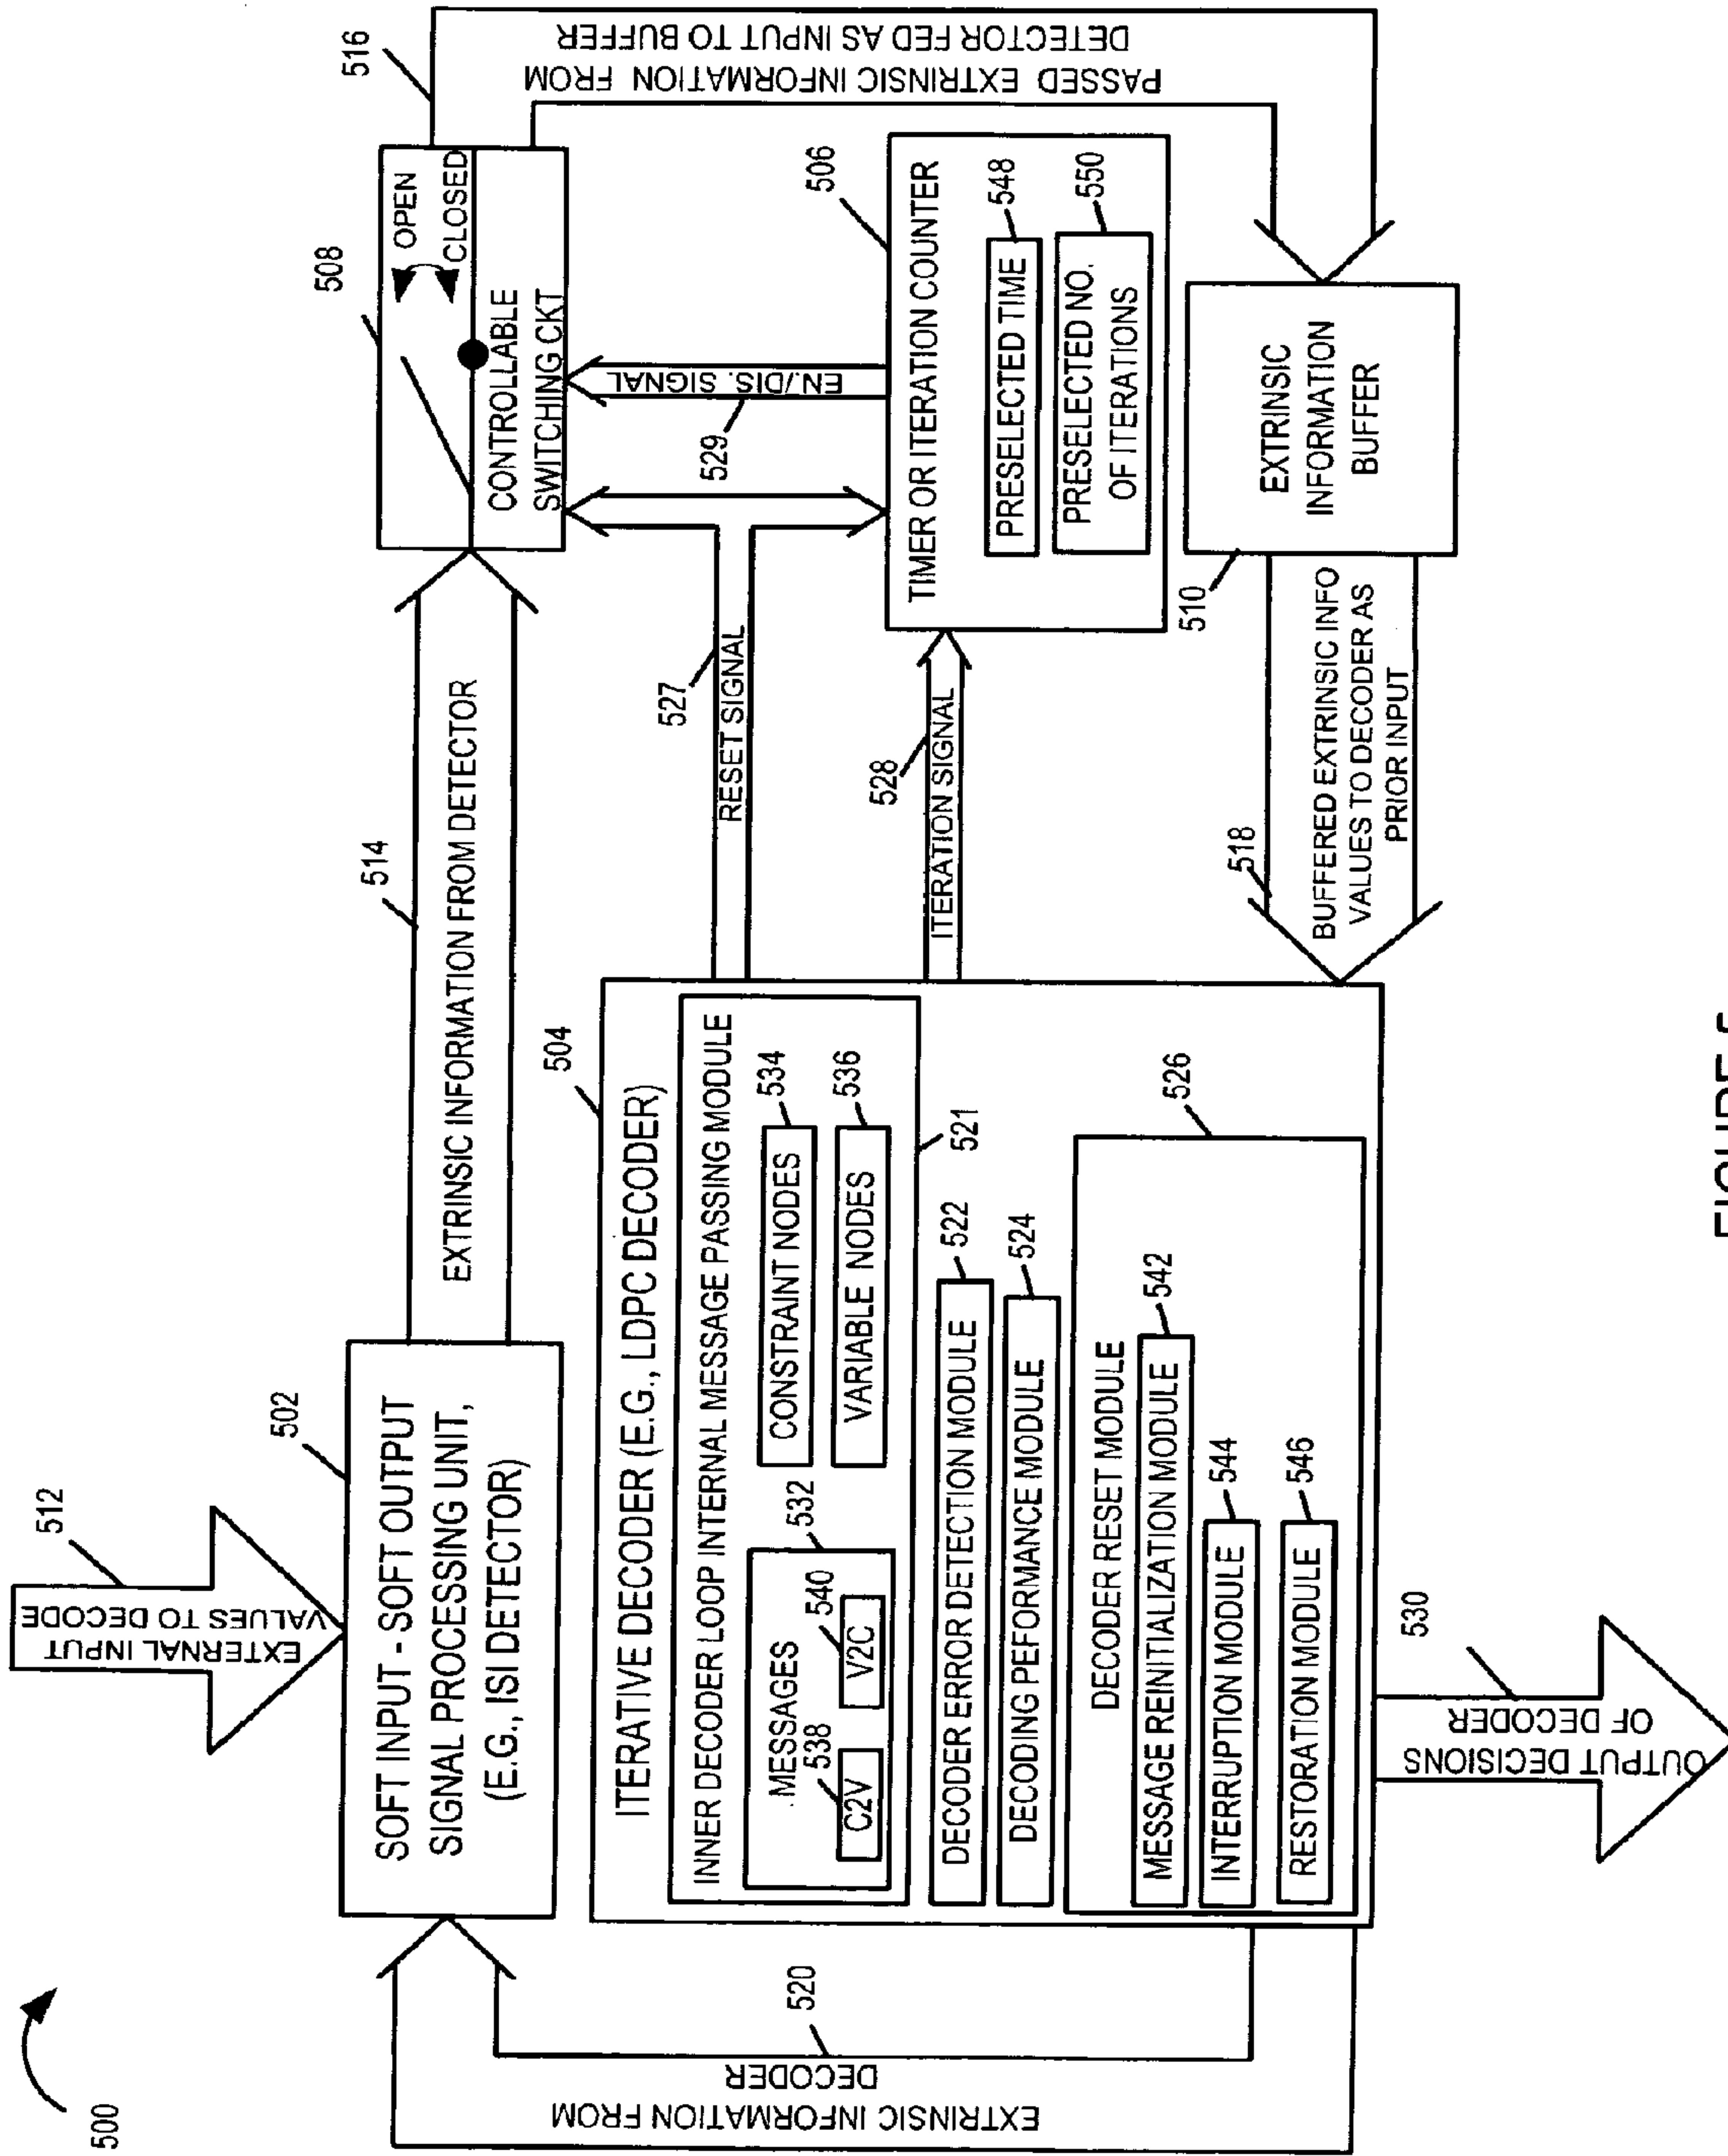 500
512
EXTERNAL INPUT
VALUES TO DECODE
502
SOFT INPUT - SOFT OUTPUT
SIGNAL PROCESSING UNIT,
(E.G., ISI DETECTOR)
514
EXTRINSIC INFORMATION FROM DETECTOR
508
OPEN
CLOSED
CONTROLLABLE
SWITCHING CKT
516
PASSED EXTRINSIC INFORMATION FROM
DETECTOR FED AS INPUT TO BUFFER
520
EXTRINSIC INFORMATION FROM
DECODER
504
ITERATIVE DECODER (E.G., LDPC DECODER)
INNER DECODER LOOP INTERNAL MESSAGE PASSING MODULE
532
MESSAGES
538
540
C2V
V2C
534
CONSTRAINT NODES
536
VARIABLE NODES
521
522
DECODER ERROR DETECTION MODULE
524
DECODING PEFORMANCE MODULE
526
DECODER RESET MODULE
542
MESSAGE REINITIALIZATION MODULE
544
INTERRUPTION MODULE
546
RESTORATION MODULE
527
RESET SIGNAL
529
EN./DIS. SIGNAL
528
ITERATION SIGNAL
506
TIMER OR ITERATION COUNTER
548
PRESELECTED TIME
550
PRESELECTED NO.
OF ITERATIONS
510
EXTRINSIC
INFORMATION
BUFFER
518
BUFFERED EXTRINSIC INFO
VALUES TO DECODER AS
PRIOR INPUT
530
OUTPUT DECISIONS
OF DECODER
FIGURE 5